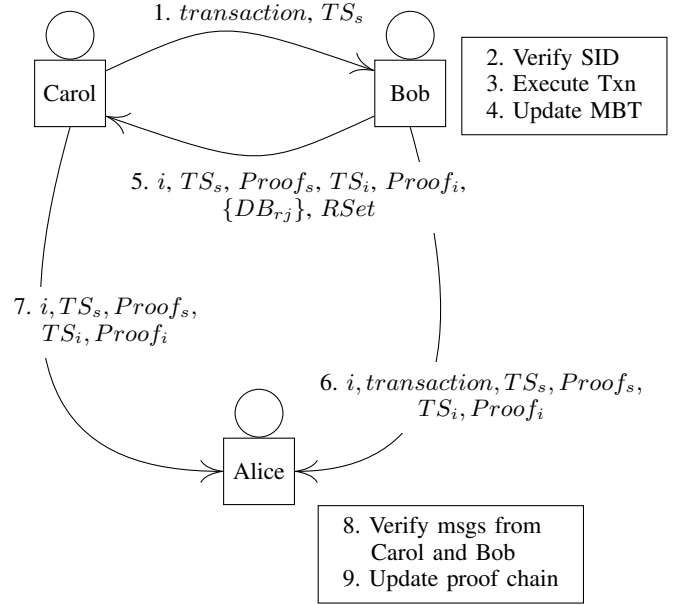 1. transaction, TS_s
Carol
Bob
2. Verify SID
3. Execute Txn
4. Update MBT
5. i, TS_s, Proof_s, TS_i, Proof_i,
{DB_{rj}}, RSet
7. i, TS_s, Proof_s,
TS_i, Proof_i
6. i, transaction, TS_s, Proof_s,
TS_i, Proof_i
Alice
8. Verify msgs from
Carol and Bob
9. Update proof chain